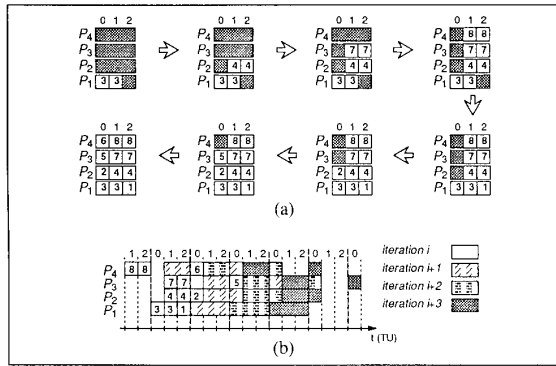 0 1 2 0 1 2 0 1 2 0 1 2
P4 P4 P4 P4 8 8
P3 P3 P3 7 7 P3 7 7
P2 P2 4 4 P2 4 4 P2 4 4
P1 3 3 P1 3 3 P1 3 3 P1 3 3
0 1 2 0 1 2 0 1 2 0 1 2
P4 6 8 8 P4 8 8 P4 8 8 P4 8 8
P3 5 7 7 P3 5 7 7 P3 7 7 P3 7 7
P2 2 4 4 P2 2 4 4 P2 2 4 4 P2 4 4
P1 3 3 1 P1 3 3 1 P1 3 3 1 P1 3 3 1
(a)
1, 2, 0, 1, 2, 0, 1, 2, 0, 1, 2, 0, 1, 2, 0, 1, 2, 0
P4 8 8 6
P3 7 7 5
P2 4 4 2
P1 3 3 1
t (TU)
iteration i
iteration i+1
iteration i+2
iteration i+3
(b)